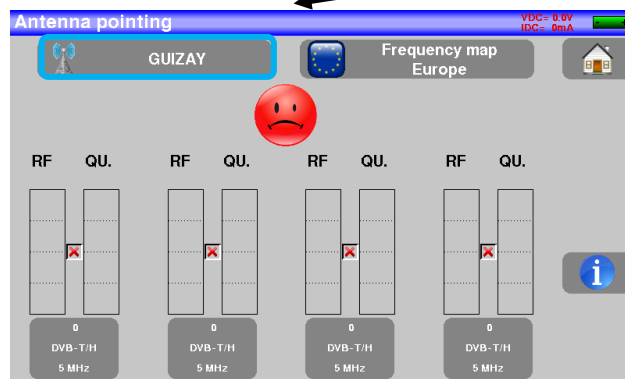 Antenna pointing
VDC= 0.0V
IDC= 0mA
GUIZAY
Frequency map
Europe
RF QU. RF QU. RF QU. RF QU.
0 0 0 0
DVB-T/H DVB-T/H DVB-T/H DVB-T/H
5 MHz 5 MHz 5 MHz 5 MHz
i